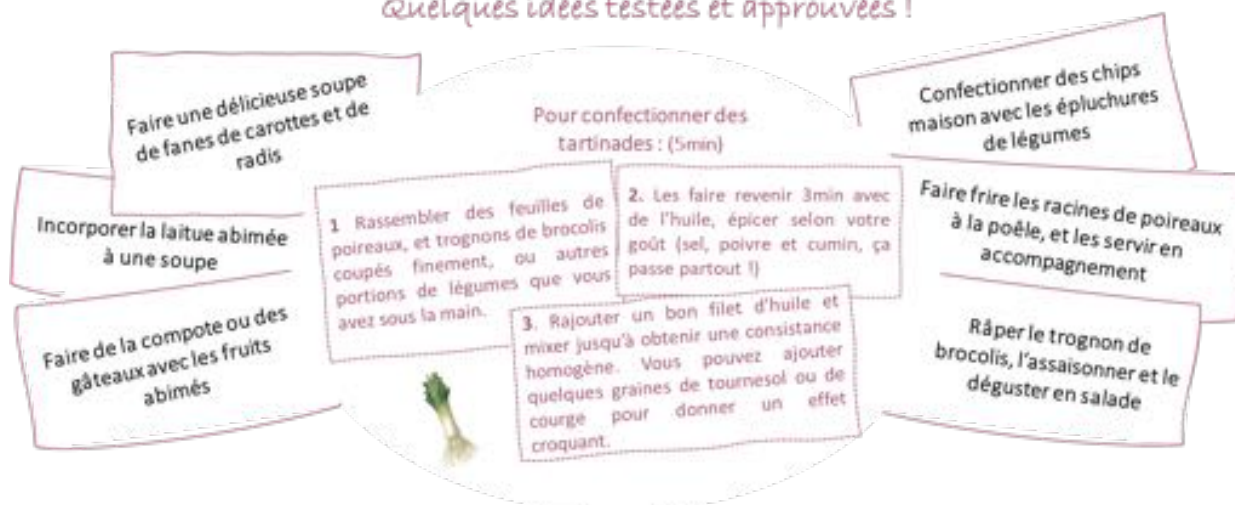 Quelques idées testées et approuvées !
Faire une délicieuse soupe
de fanes de carottes et de
radis
Incorporer la laitue abimée
à une soupe
Faire de la compote ou des
gâteaux avec les fruits
abimés
Pour confectionner des
tartinades : (5min)
1 Rassembler des feuilles de
poireaux, et trognons de brocolis
coupés finement, ou autres
portions de légumes que vous
avez sous la main.
2. Les faire revenir 3min avec
de l'huile, épicer selon votre
goût (sel, poivre et cumin, ça
passe partout !)
3. Rajouter un bon filet d'huile et
mixer jusqu'à obtenir une consistance
homogène. Vous pouvez ajouter
quelques graines de tournesol ou de
courge pour donner un effet
croquant.
Confectionner des chips
maison avec les épluchures
de légumes
Faire frire les racines de poireaux
à la poêle, et les servir en
accompagnement
Râper le trognon de
brocolis, l'assaisonner et le
déguster en salade